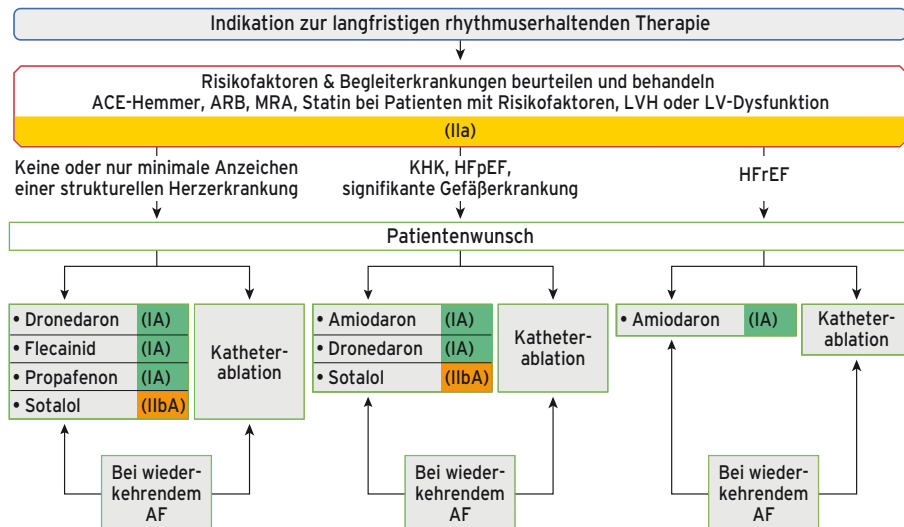 Indikation zur langfristigen rhythmuserhaltenden Therapie
Risikofaktoren & Begleiterkrankungen beurteilen und behandeln
ACE-Hemmer, ARB, MRA, Statin bei Patienten mit Risikofaktoren, LVH oder LV-Dysfunktion
(IIa)
Keine oder nur minimale Anzeichen
einer strukturellen Herzerkrankung
KHK, HFpEF,
signifikante Gefäßerkrankung
HFrEF
Patientenwunsch
• Dronedaron (IA)
• Flecainid (IA)
• Propafenon (IA)
• Sotalol (IIbA)
Katheter-
ablation
• Amiodaron (IA)
• Dronedaron (IA)
• Sotalol (IIbA)
Katheter-
ablation
• Amiodaron (IA)
Katheter-
ablation
Bei wieder-
kehrendem
AF
Bei wieder-
kehrendem
AF
Bei wieder-
kehrendem
AF